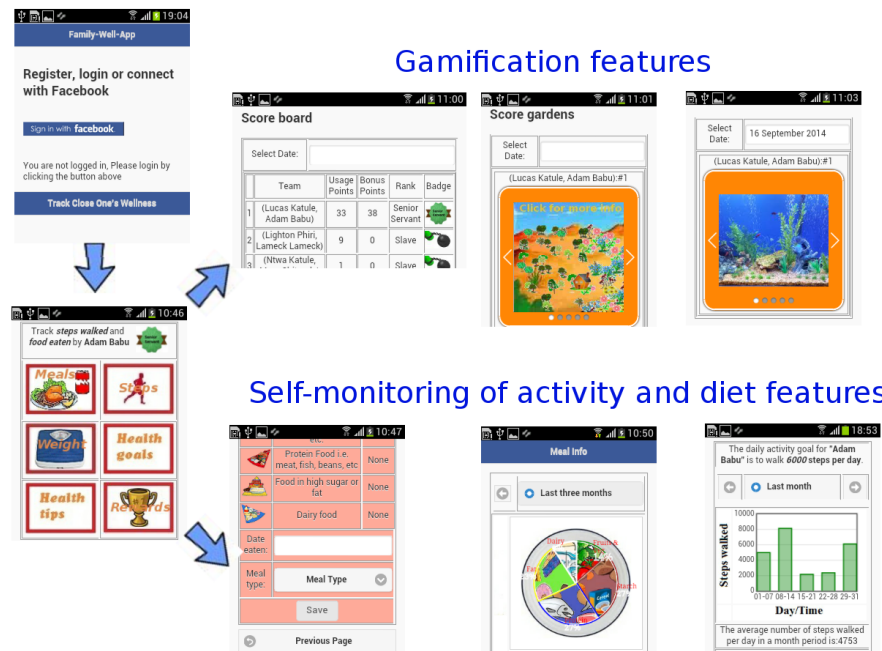 19:04
Family-Well-App
Register, login or connect
with Facebook
Sign in with facebook
You are not logged in, Please login by
clicking the button above
Track Close One's Wellness
Gamification features
11:00
Score board
Select Date:
Team Usage Points Bonus Points Rank Badge
1 (Lucas Katule, Adam Babu) 33 38 Senior Servant
2 (Lighton Phiri, Lameck Lameck) 9 0 Slave
3 (Ntwa Katule, 1 0 Slave
11:01
Score gardens
Select
Date:
(Lucas Katule, Adam Babu):#1
Click for more info
11:03
Select
Date:
16 September 2014
(Lucas Katule, Adam Babu):#1
10:46
Track steps walked and
food eaten by Adam Babu
Senior
Servant
Meals
Steps
Weight
Health
goals
Health
tips
Rewards
Self-monitoring of activity and diet features
10:47
etc.
Protein Food i.e.
meat, fish, beans, etc
None
Food in high sugar or
fat
None
Dairy food
None
Date
eaten:
Meal
type:
Meal Type
Save
Previous Page
10:50
Meal Info
Last three months
Dairy
Fruits &
Fat
18:53
The daily activity goal for "Adam
Babu" is to walk 6000 steps per day.
Last month
Steps walked
10000
8000
6000
4000
2000
0
01-07 08-14 15-21 22-28 29-31
Day/Time
The average number of steps walked
per day in a month period is:4753